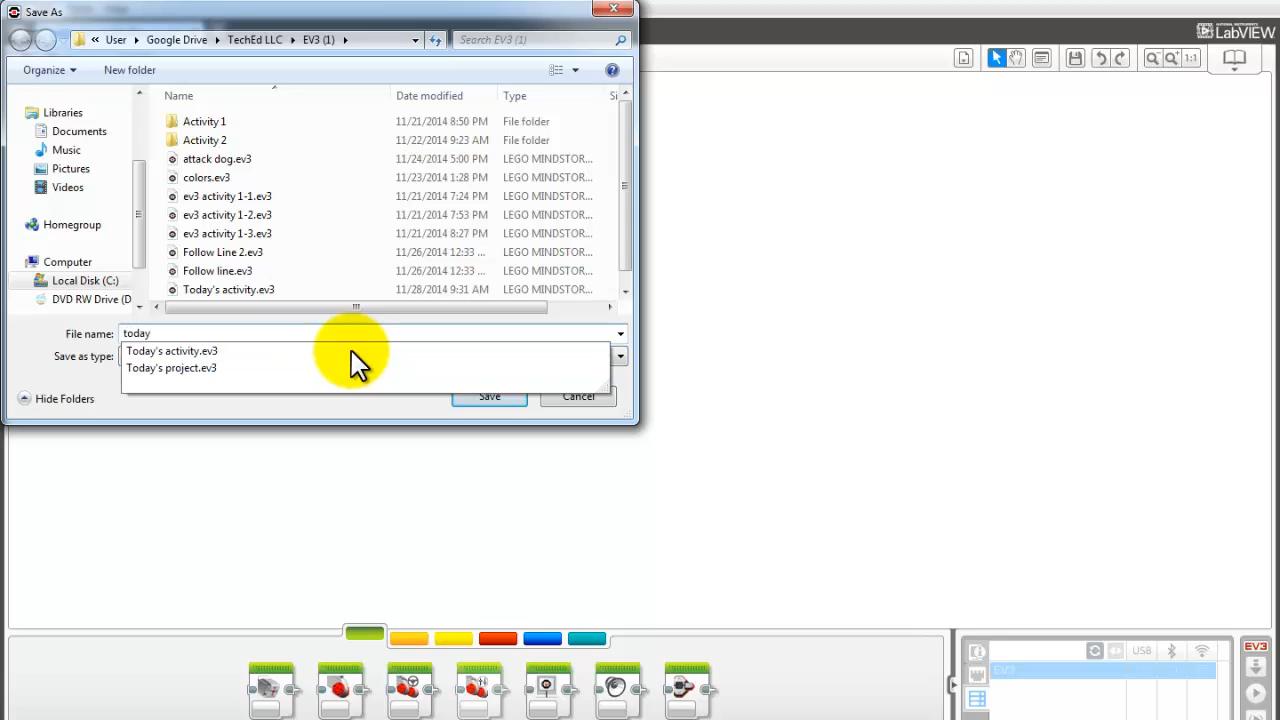 Save As
NATIONAL INSTRUMENTS
LabVIEW
« User ▸ Google Drive ▸ TechEd LLC ▸ EV3 (1) ▸
Search EV3 (1)
Organize
New folder
1:1
Name Date modified Type Si
Libraries
Documents
Music
Pictures
Videos
Homegroup
Computer
Local Disk (C:)
DVD RW Drive (D
Activity 1 11/21/2014 8:50 PM File folder
Activity 2 11/22/2014 9:23 AM File folder
attack dog.ev3 11/24/2014 5:00 PM LEGO MINDSTOR...
colors.ev3 11/23/2014 1:28 PM LEGO MINDSTOR...
ev3 activity 1-1.ev3 11/21/2014 7:24 PM LEGO MINDSTOR...
ev3 activity 1-2.ev3 11/21/2014 7:53 PM LEGO MINDSTOR...
ev3 activity 1-3.ev3 11/21/2014 8:27 PM LEGO MINDSTOR...
Follow Line 2.ev3 11/26/2014 12:33 ... LEGO MINDSTOR...
Follow line.ev3 11/26/2014 12:33 ... LEGO MINDSTOR...
Today's activity.ev3 11/28/2014 9:31 AM LEGO MINDSTOR...
File name: today
Save as type:
Today's activity.ev3
Today's project.ev3
Hide Folders
Save
Cancel
USB
EV3
EV3